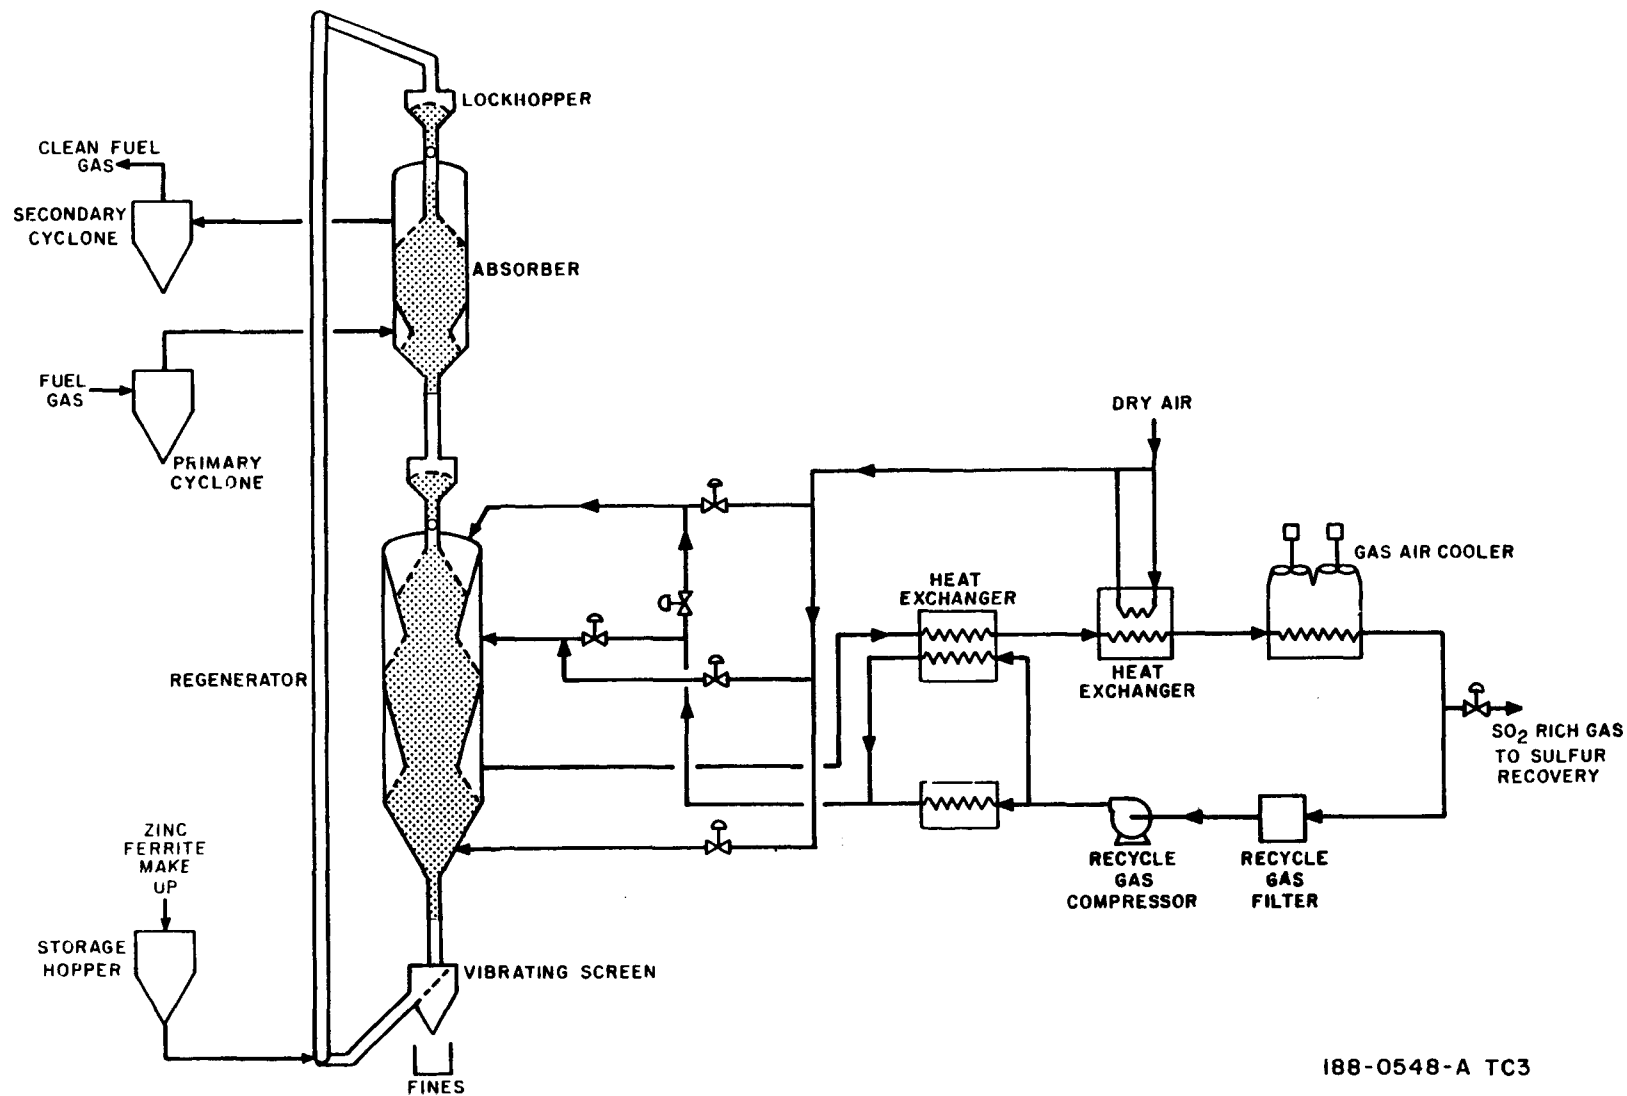 LOCKHOPPER
CLEAN FUEL
GAS
SECONDARY
CYCLONE
ABSORBER
FUEL
GAS
PRIMARY
CYCLONE
DRY AIR
GAS AIR COOLER
HEAT
EXCHANGER
HEAT
EXCHANGER
REGENERATOR
SO2 RICH GAS
TO SULFUR
RECOVERY
ZINC
FERRITE
MAKE
UP
RECYCLE
GAS
COMPRESSOR
RECYCLE
GAS
FILTER
STORAGE
HOPPER
VIBRATING SCREEN
FINES
188-0548-A TC3